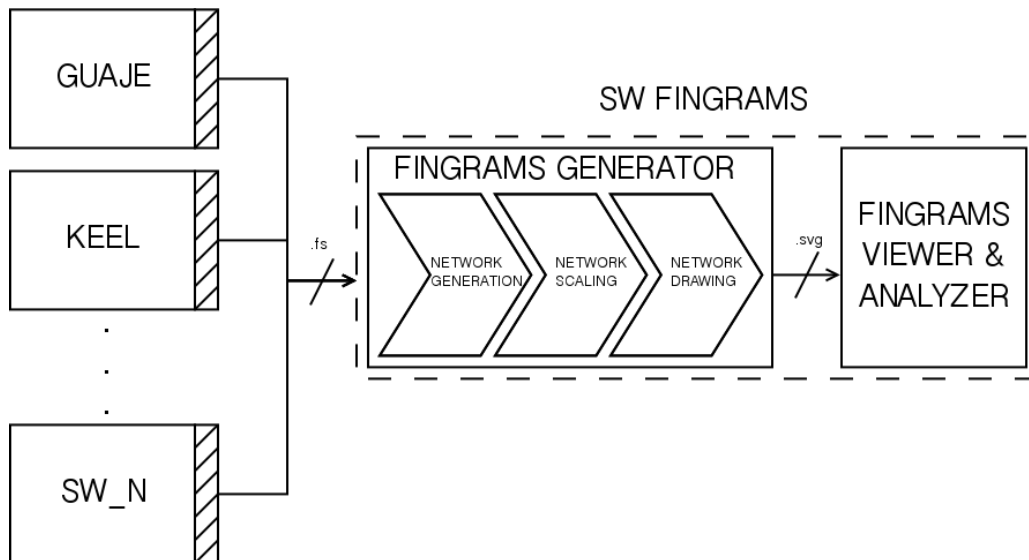 GUAJE
KEEL
.
.
.
SW_N
.fs
SW FINGRAMS
FINGRAMS GENERATOR
NETWORK
GENERATION
NETWORK
SCALING
NETWORK
DRAWING
.svg
FINGRAMS
VIEWER &
ANALYZER